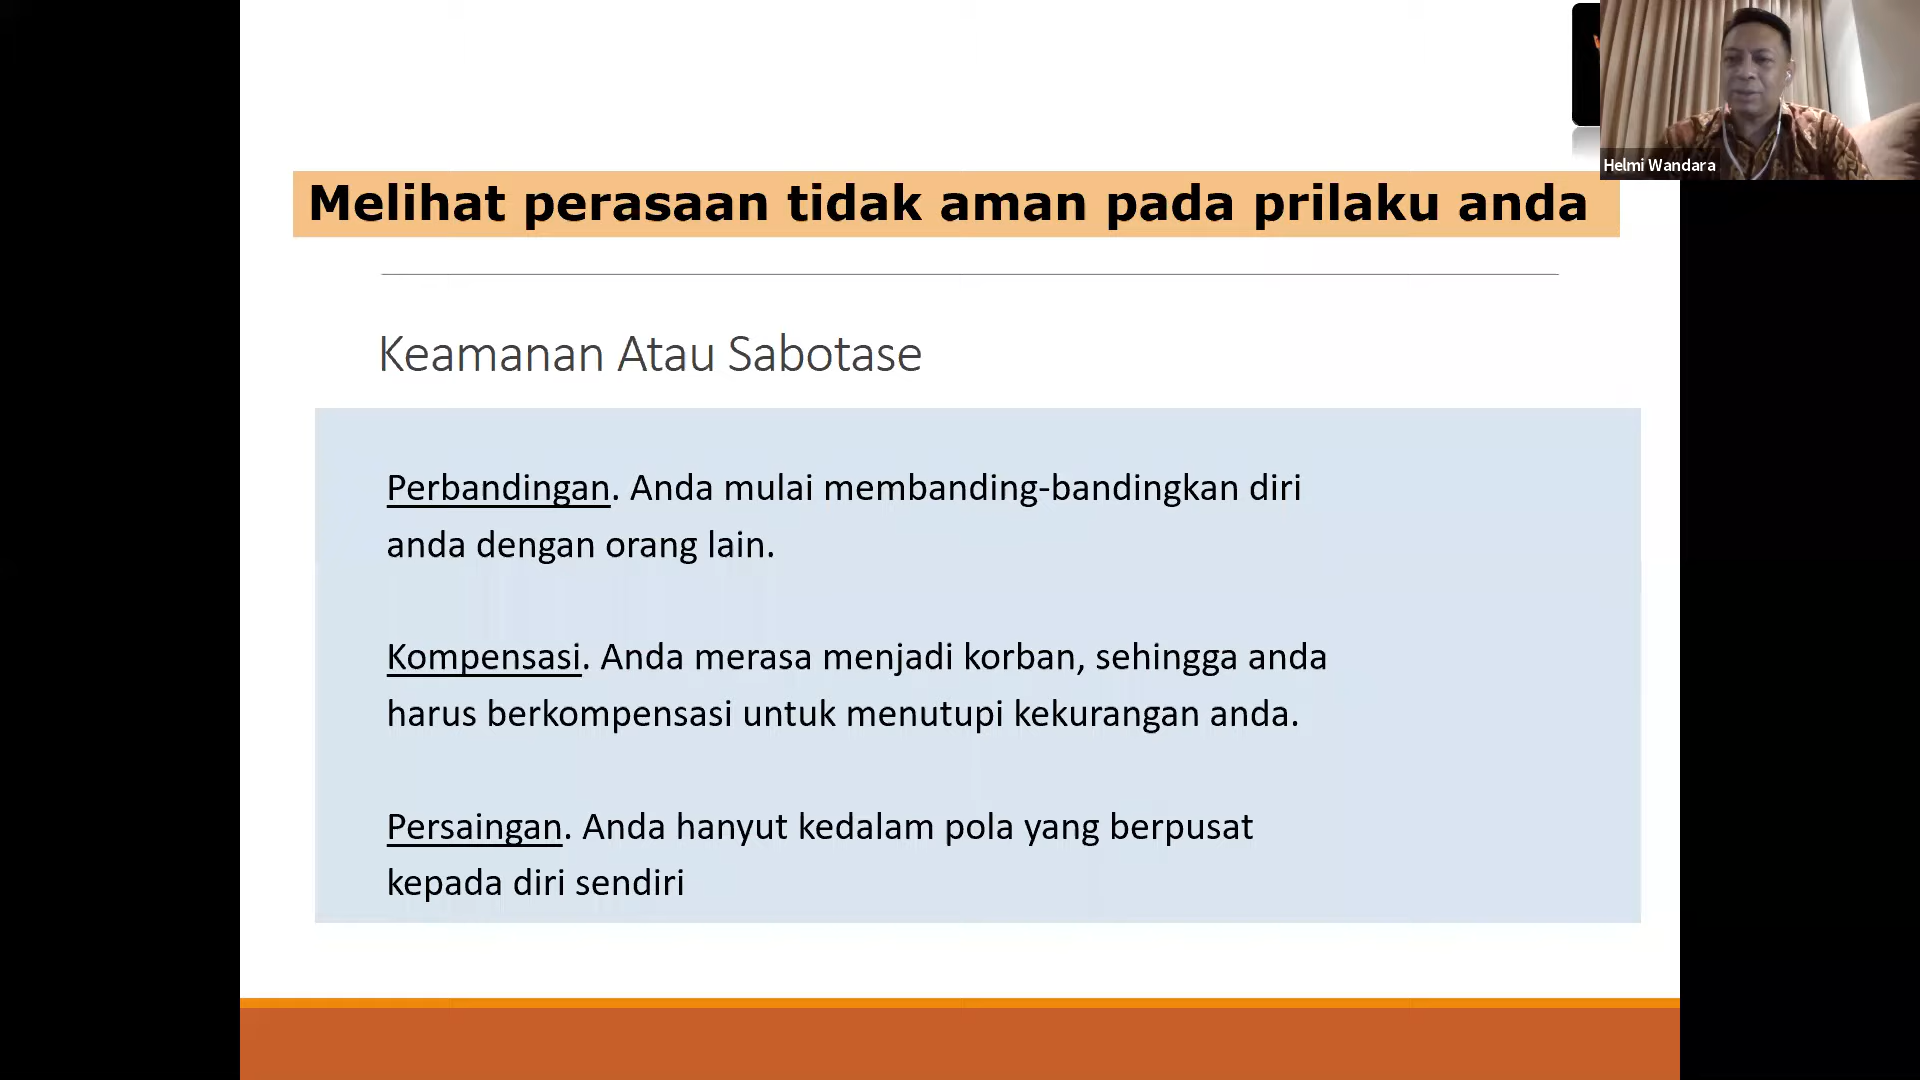 Helmi Wandara
Melihat perasaan tidak aman pada prilaku anda
Keamanan Atau Sabotase
Perbandingan. Anda mulai membanding-bandingkan diri
anda dengan orang lain.
Kompensasi. Anda merasa menjadi korban, sehingga anda
harus berkompensasi untuk menutupi kekurangan anda.
Persaingan. Anda hanyut kedalam pola yang berpusat
kepada diri sendiri